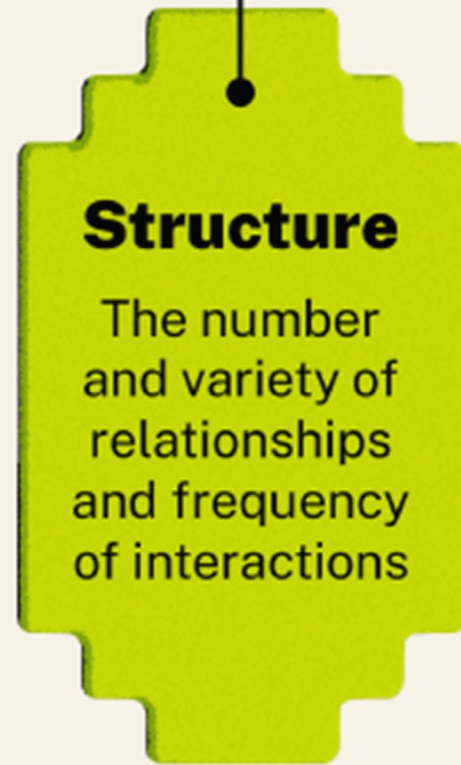 Structure
The number
and variety of
relationships
and frequency
of interactions